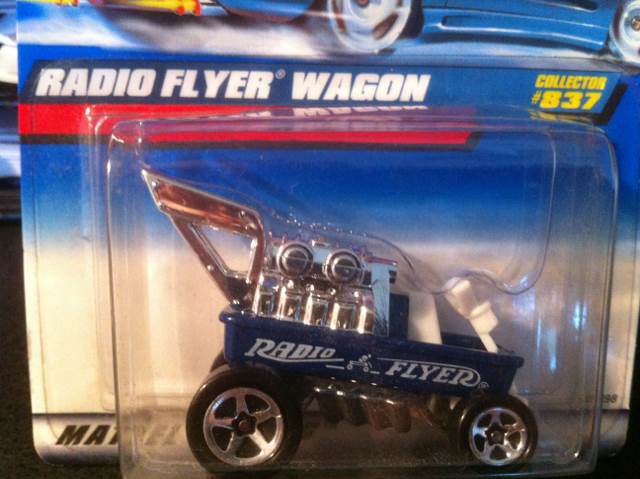 RADIO FLYER® WAGON
COLLECTOR
#837
RADIO FLYER®
MATTEL